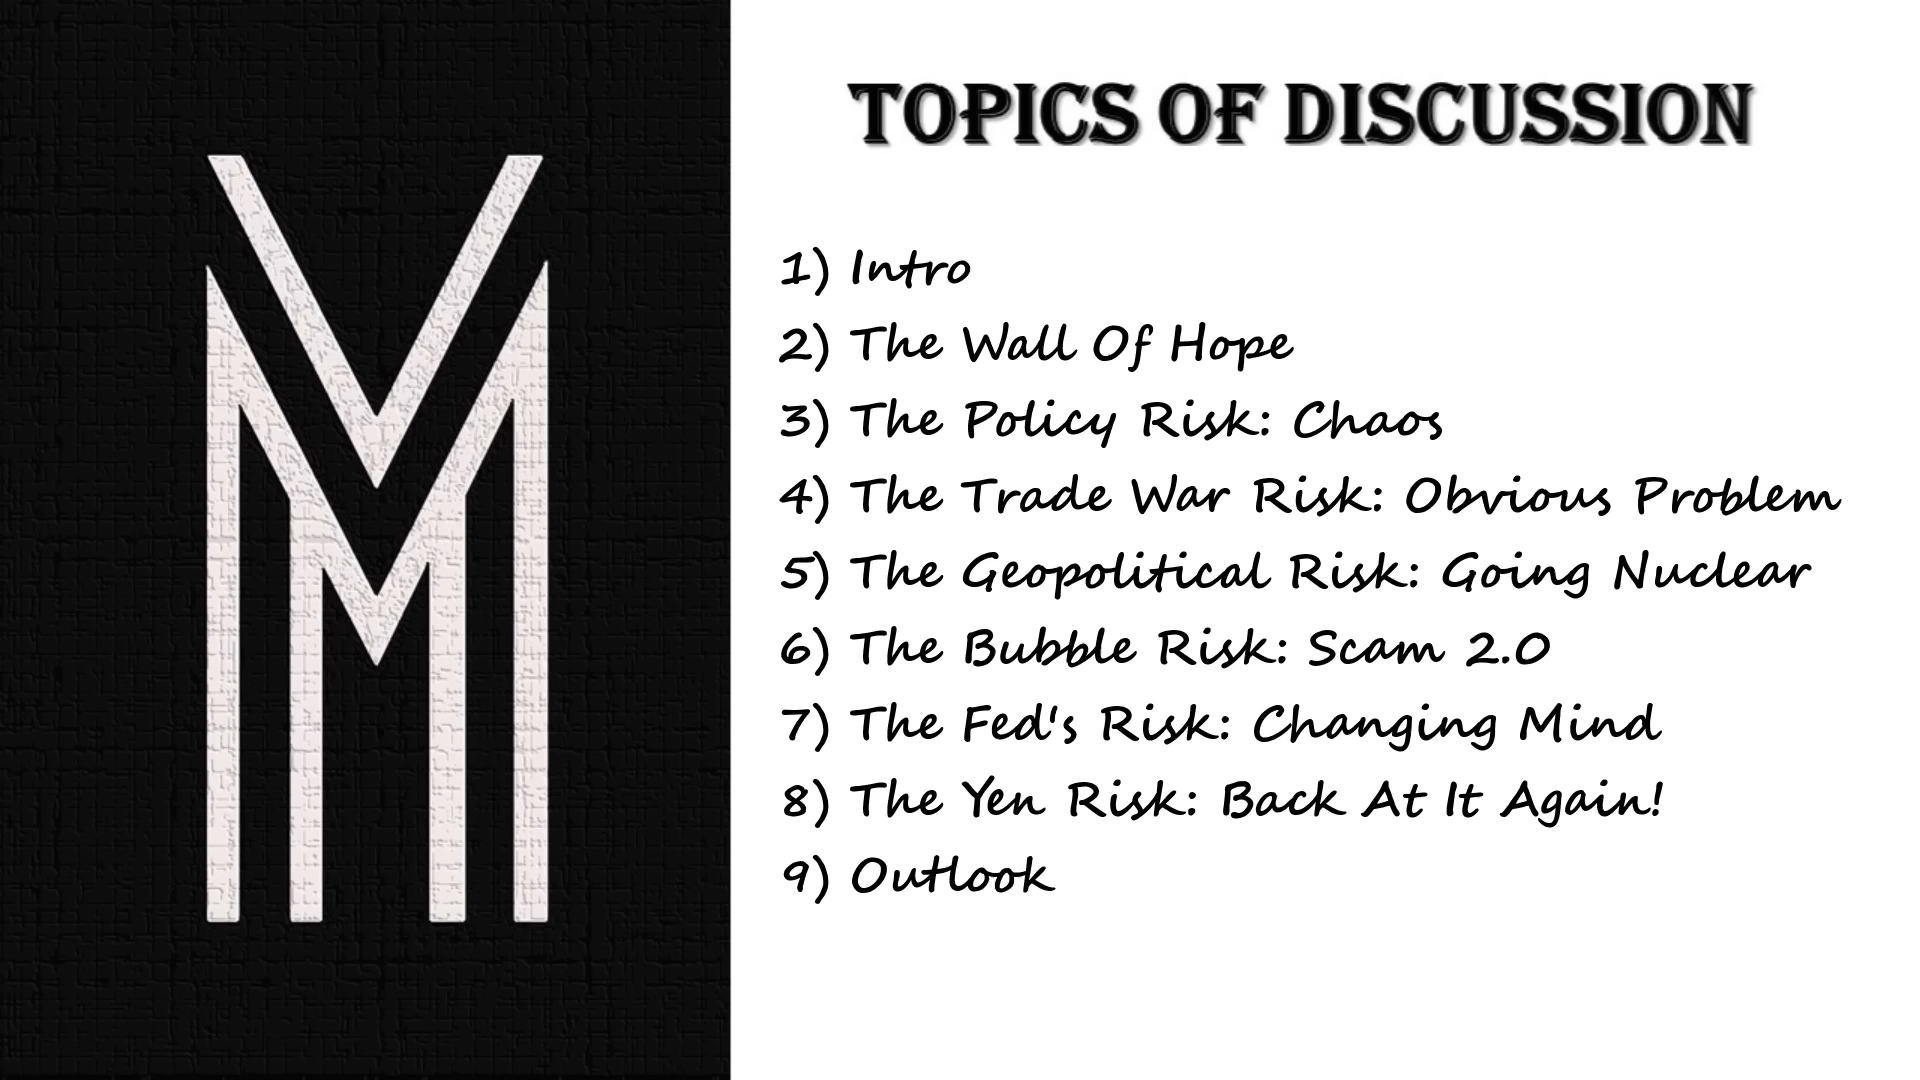 TOPICS OF DISCUSSION
1) Intro
2) The Wall Of Hope
3) The Policy Risk: Chaos
4) The Trade War Risk: Obvious Problem
5) The Geopolitical Risk: Going Nuclear
6) The Bubble Risk: Scam 2.0
7) The Fed's Risk: Changing Mind
8) The Yen Risk: Back At It Again!
9) Outlook